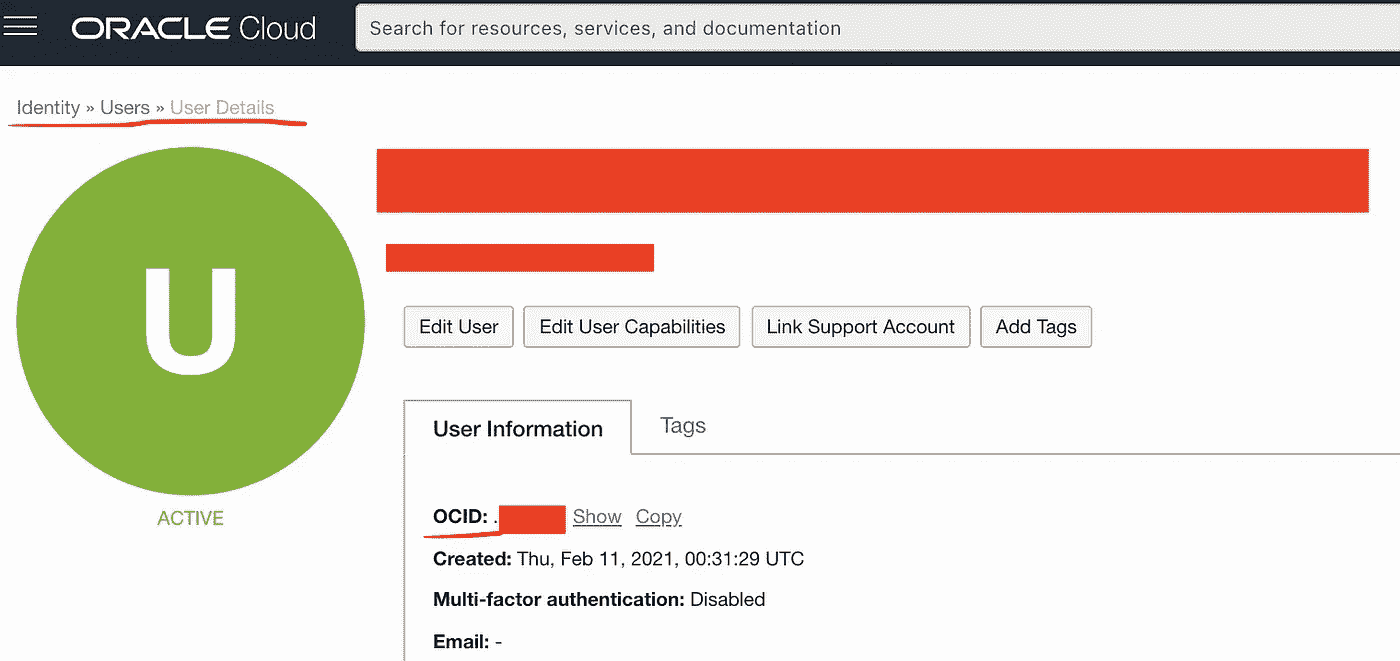 ORACLE Cloud
Search for resources, services, and documentation
Identity » Users » User Details
U
ACTIVE
Edit User
Edit User Capabilities
Link Support Account
Add Tags
User Information
Tags
OCID: . Show Copy
Created: Thu, Feb 11, 2021, 00:31:29 UTC
Multi-factor authentication: Disabled
Email: -